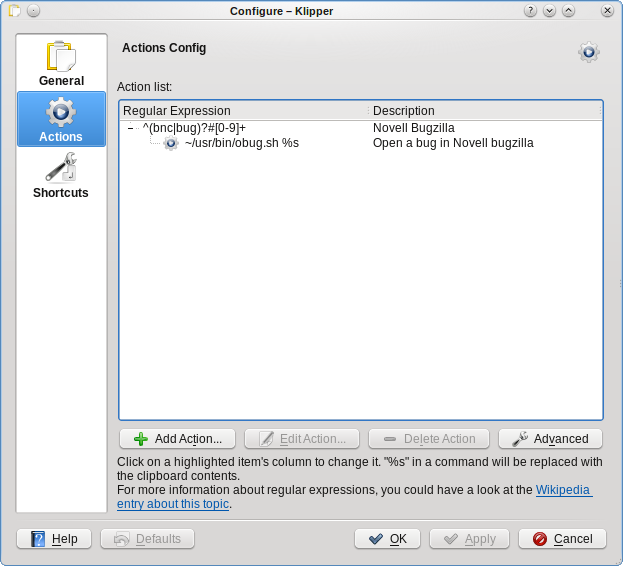 Configure – Klipper
General
Actions
Shortcuts
Actions Config
Action list:
Regular Expression Description
^(bnc|bug)?#[0-9]+ Novell Bugzilla
~/usr/bin/obug.sh %s Open a bug in Novell bugzilla
Add Action... Edit Action... Delete Action Advanced
Click on a highlighted item's column to change it. "%s" in a command will be replaced with
the clipboard contents.
For more information about regular expressions, you could have a look at the Wikipedia
entry about this topic.
Help Defaults OK Apply Cancel